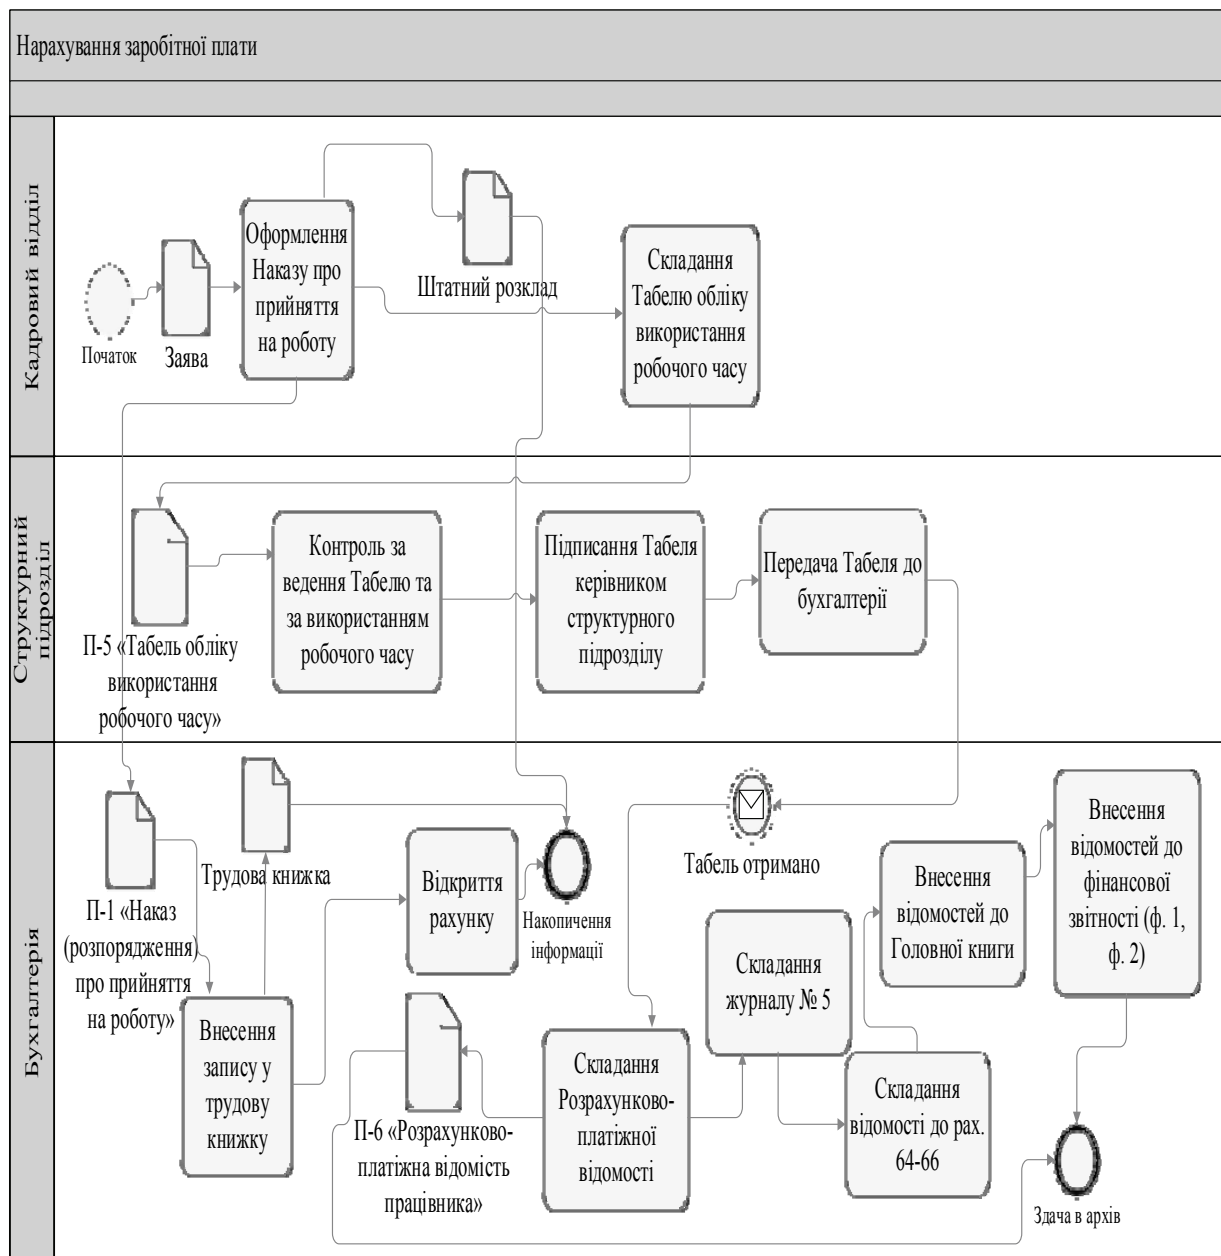 Нарахування заробітної плати
Кадровий відділ
Початок
Заява
Оформлення
Наказу про
прийняття
на роботу
Штатний розклад
Складання
Табелю обліку
використання
робочого часу
Структурний
підрозділ
П-5 «Табель обліку
використання
робочого часу»
Контроль за
ведення Табелю та
за використанням
робочого часу
Підписання Табеля
керівником
структурного
підрозділу
Передача Табеля до
бухгалтерії
Бухгалтерія
П-1 «Наказ
(розпорядження)
про прийняття
на роботу»
Трудова книжка
Внесення
запису у
трудову
книжку
Відкриття
рахунку
Накопичення
інформації
П-6 «Розрахунково-
платіжна відомість
працівника»
Складання
Розрахунково-
платіжної
відомості
Табель отримано
Складання
журналу № 5
Складання
відомості до рах.
64-66
Внесення
відомостей до
Головної книги
Внесення
відомостей до
фінансової
звітності (ф. 1,
ф. 2)
Здача в архів